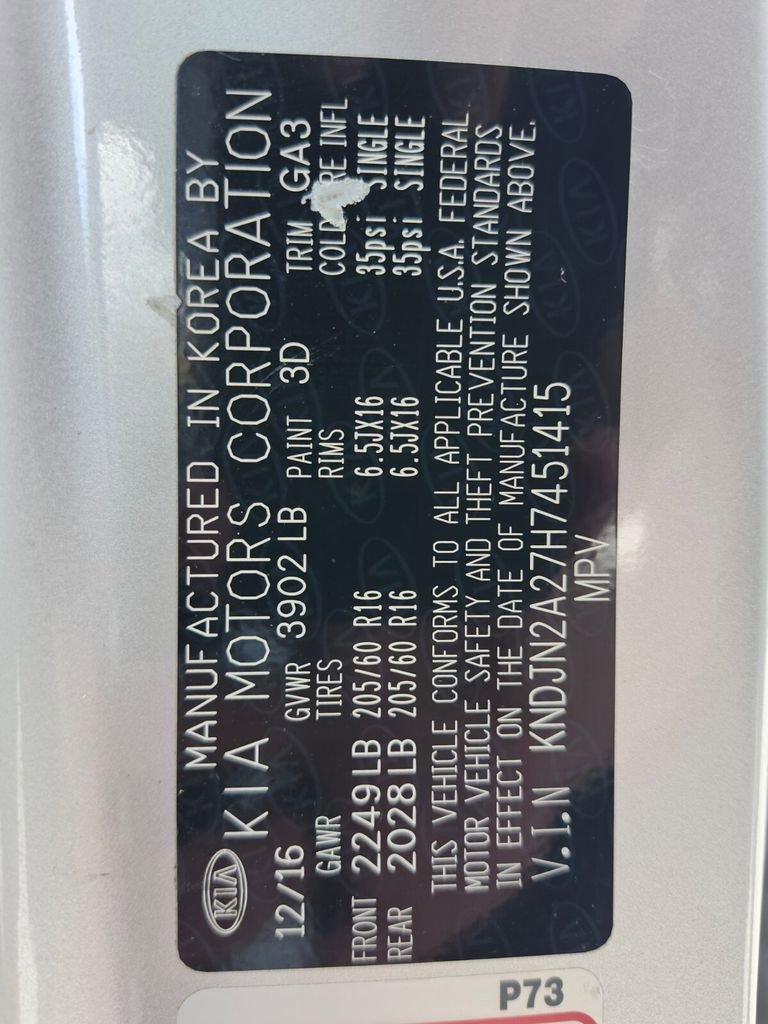 MANUFACTURED IN KOREA BY
KIA KIA MOTORS CORPORATION
12/16 GVWR 3902 LB PAINT 3D TRIM GA3
GAWR TIRES RIMS INFL
FRONT 2249 LB 205/60 R16 6.5JX16 35psi SINGLE
REAR 2028 LB 205/60 R16 6.5JX16 35psi SINGLE
THIS VEHICLE CONFORMS TO ALL APPLICABLE U.S.A. FEDERAL
MOTOR VEHICLE SAFETY AND THEFT PREVENTION STANDARDS
IN EFFECT ON THE DATE OF MANUFACTURE SHOWN ABOVE.
V.I.N KNDJN2A27H7451415
MPV
P73